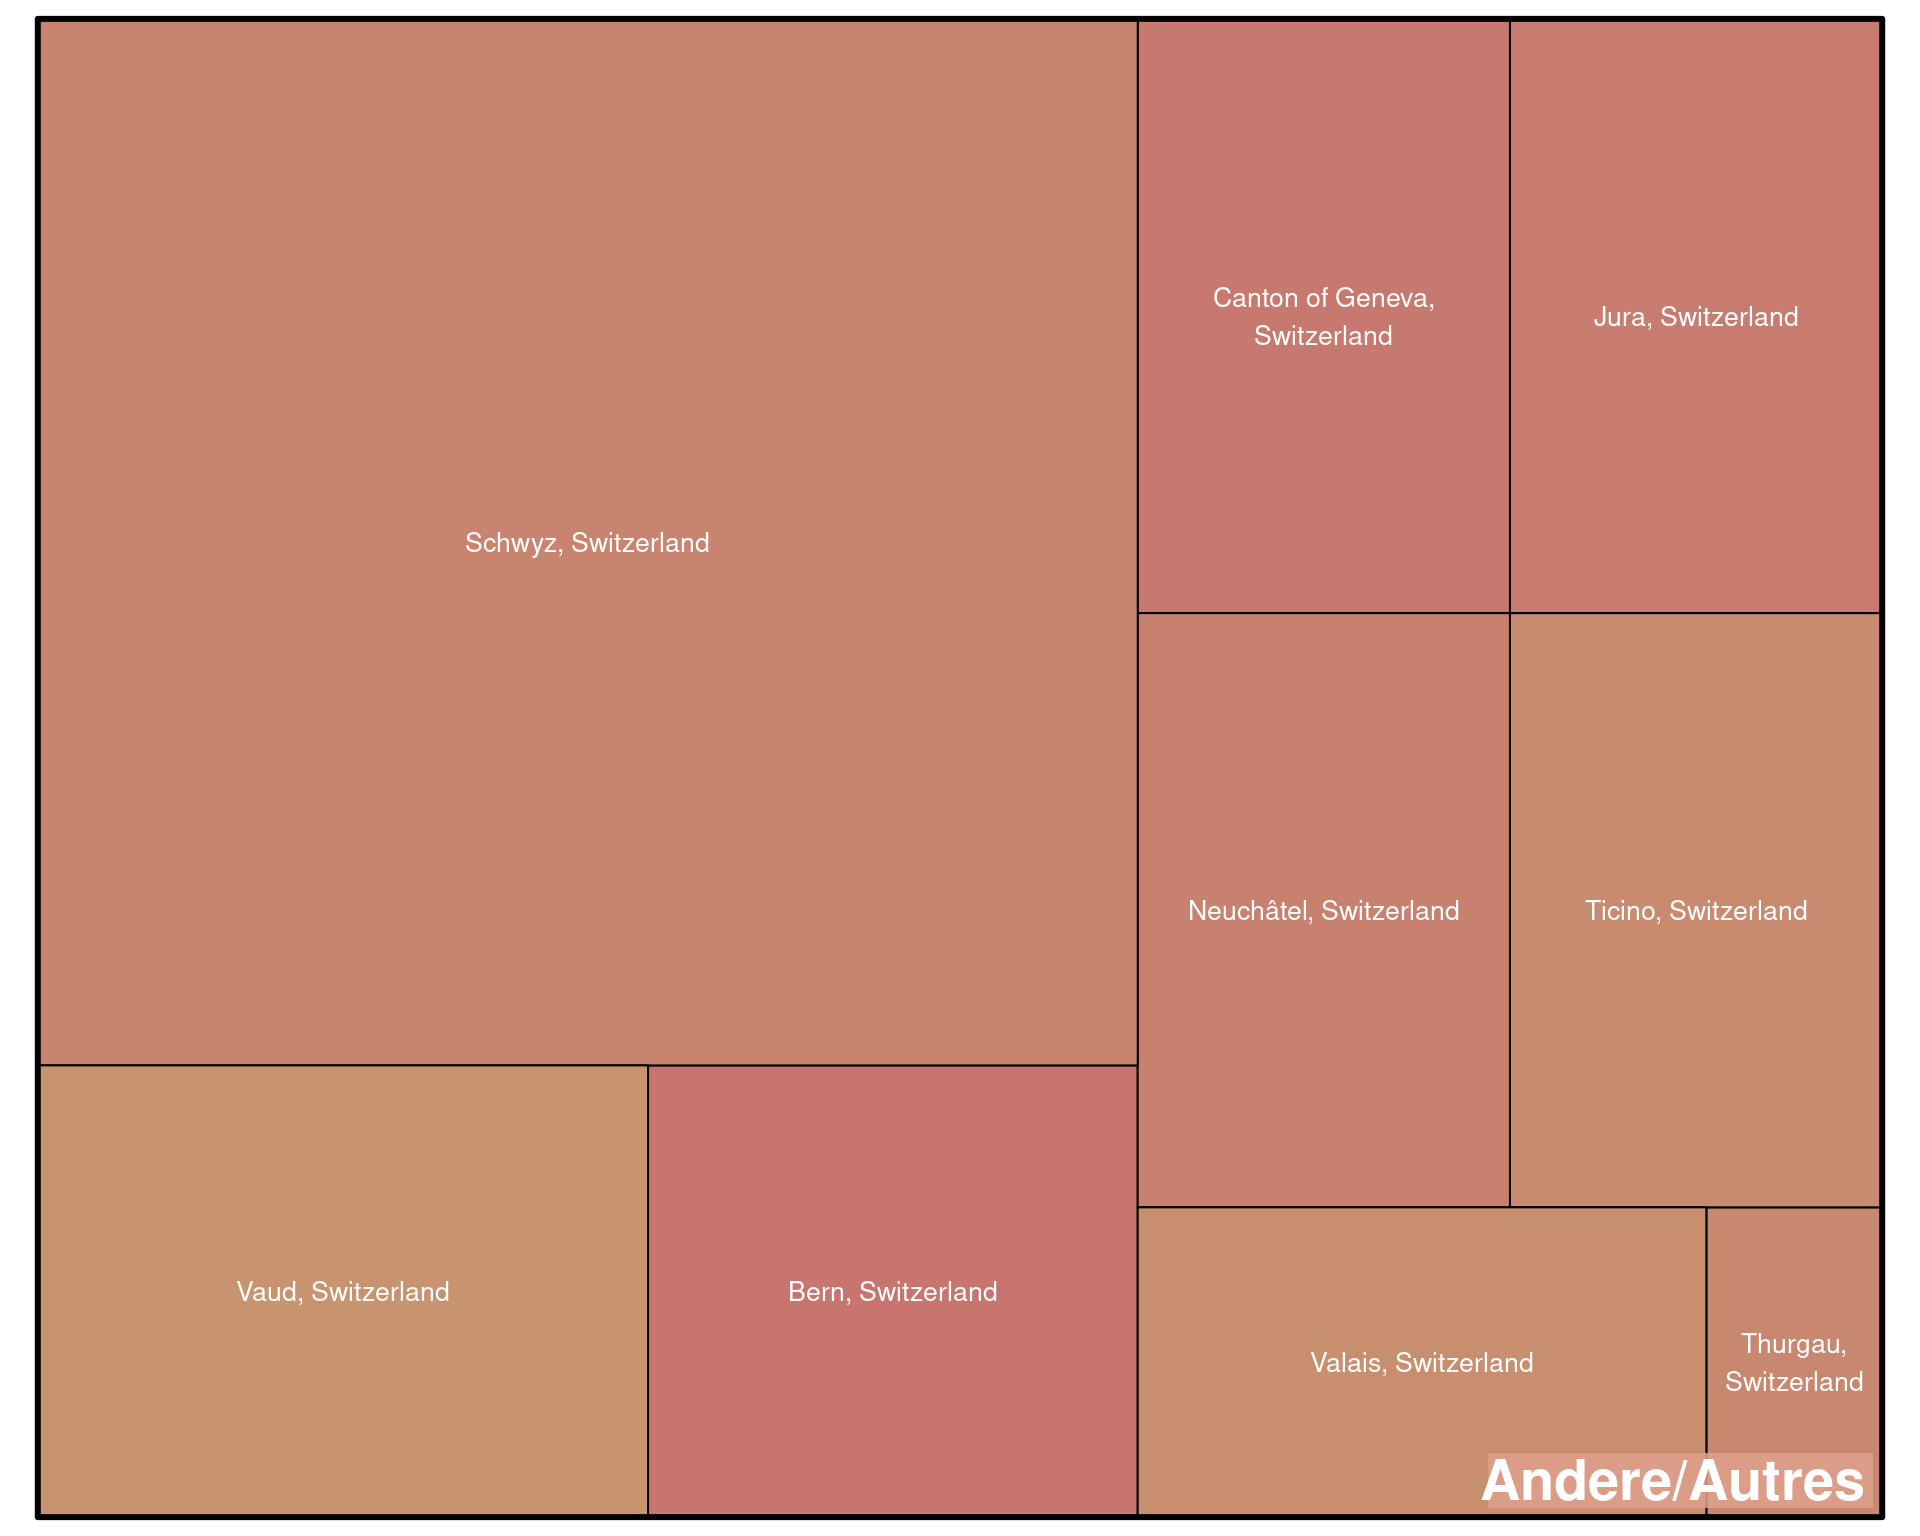 Schwyz, Switzerland
Canton of Geneva,
Switzerland
Jura, Switzerland
Neuchâtel, Switzerland
Ticino, Switzerland
Vaud, Switzerland
Bern, Switzerland
Valais, Switzerland
Thurgau,
Switzerland
Andere/Autres